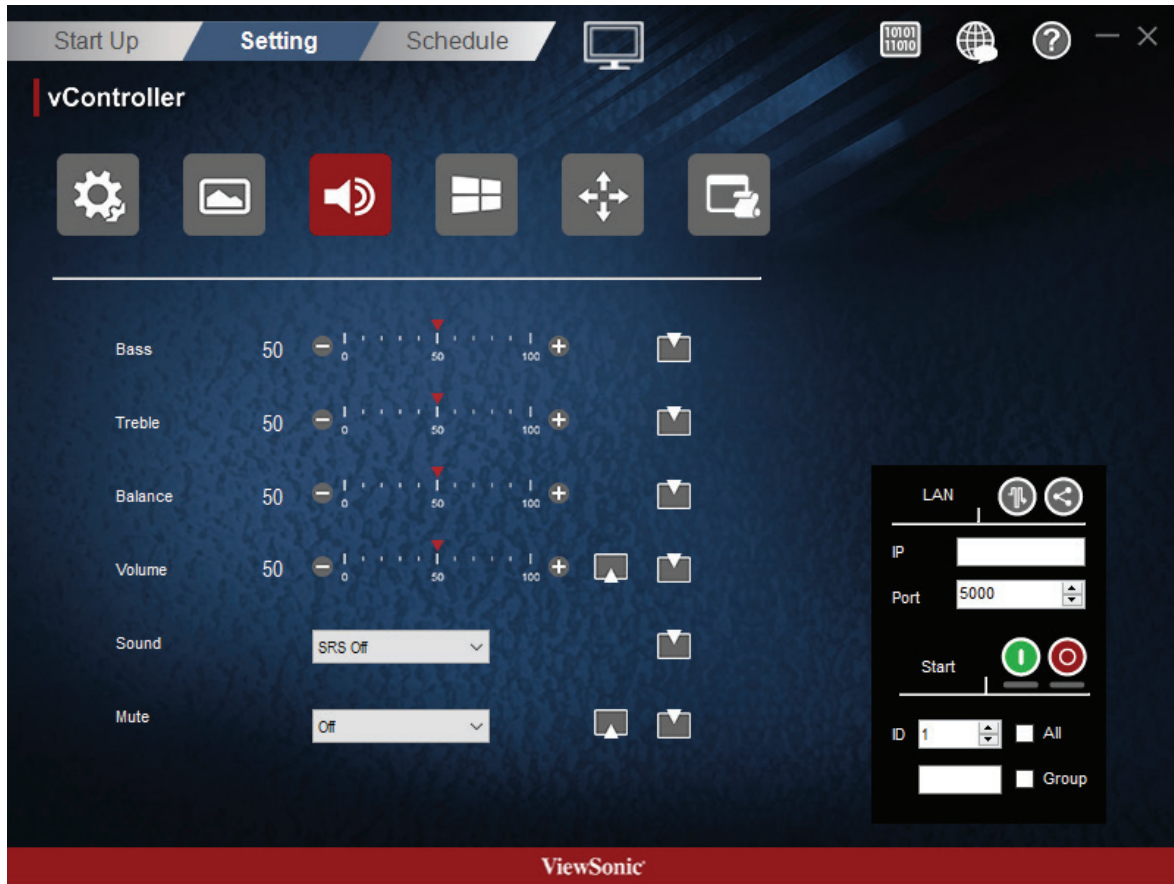 Start Up Setting Schedule
10101
11010
?
vController
Bass 50 0 50 100
Treble 50 0 50 100
Balance 50 0 50 100
Volume 50 0 50 100
Sound SRS Off
Mute Off
LAN
IP
Port 5000
Start
ID 1 All
Group
ViewSonic